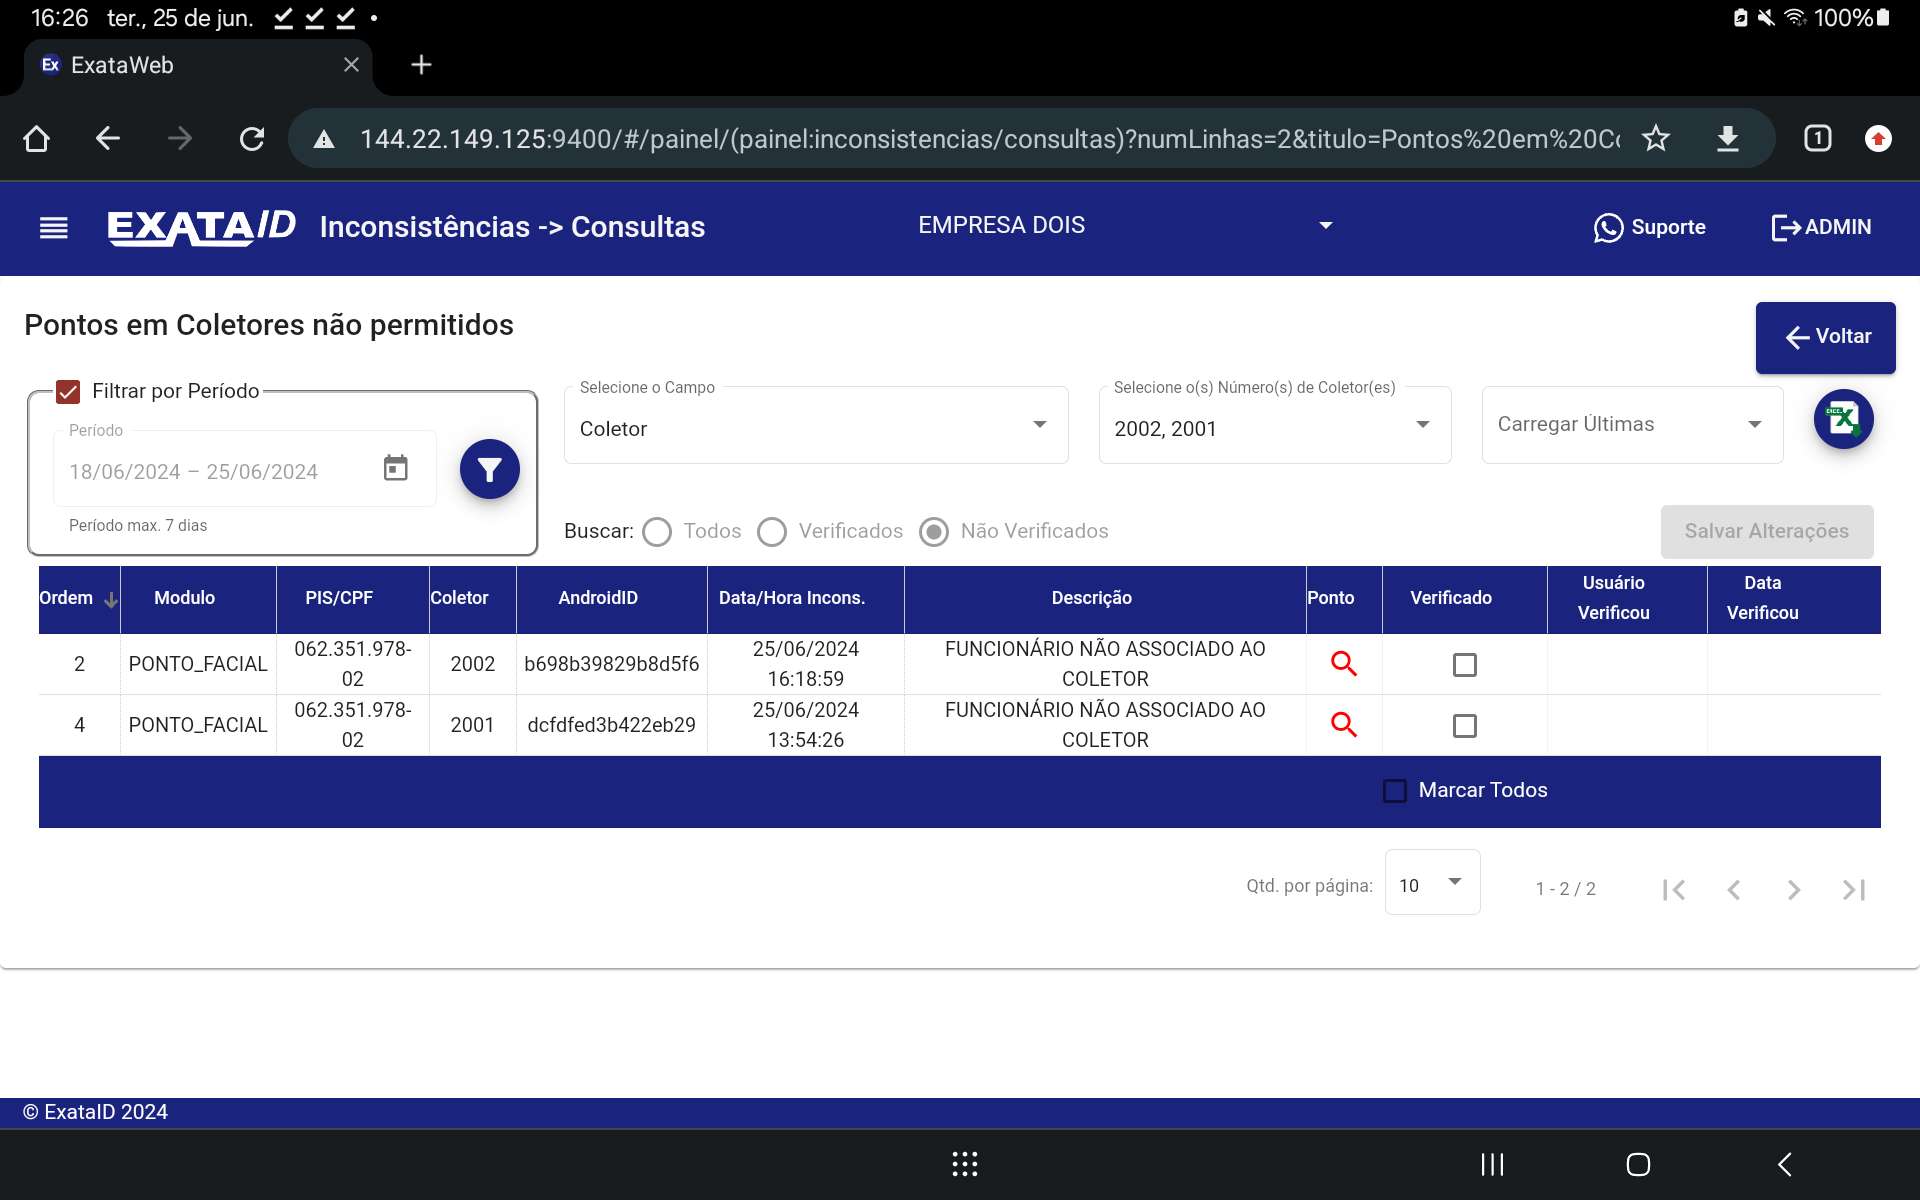 16:26 ter., 25 de jun. 100%
Ex ExataWeb
144.22.149.125:9400/#/painel/(painel:inconsistencias/consultas)?numLinhas=2&titulo=Pontos%20em%20Co 1
EXATAID Inconsistências -> Consultas EMPRESA DOIS Suporte ADMIN
Pontos em Coletores não permitidos
Voltar
Filtrar por Período
Período
18/06/2024 – 25/06/2024
Período max. 7 dias
Selecione o Campo
Coletor
Selecione o(s) Número(s) de Coletor(es)
2002, 2001
Carregar Últimas
Buscar: Todos Verificados Não Verificados
Salvar Alterações
Ordem Modulo PIS/CPF Coletor AndroidID Data/Hora Incons. Descrição Ponto Verificado Usuário Verificou Data Verificou
2 PONTO_FACIAL 062.351.978-02 2002 b698b39829b8d5f6 25/06/2024 16:18:59 FUNCIONÁRIO NÃO ASSOCIADO AO COLETOR
4 PONTO_FACIAL 062.351.978-02 2001 dcfdfed3b422eb29 25/06/2024 13:54:26 FUNCIONÁRIO NÃO ASSOCIADO AO COLETOR
Marcar Todos
Qtd. por página: 10 1 - 2 / 2
© ExataID 2024